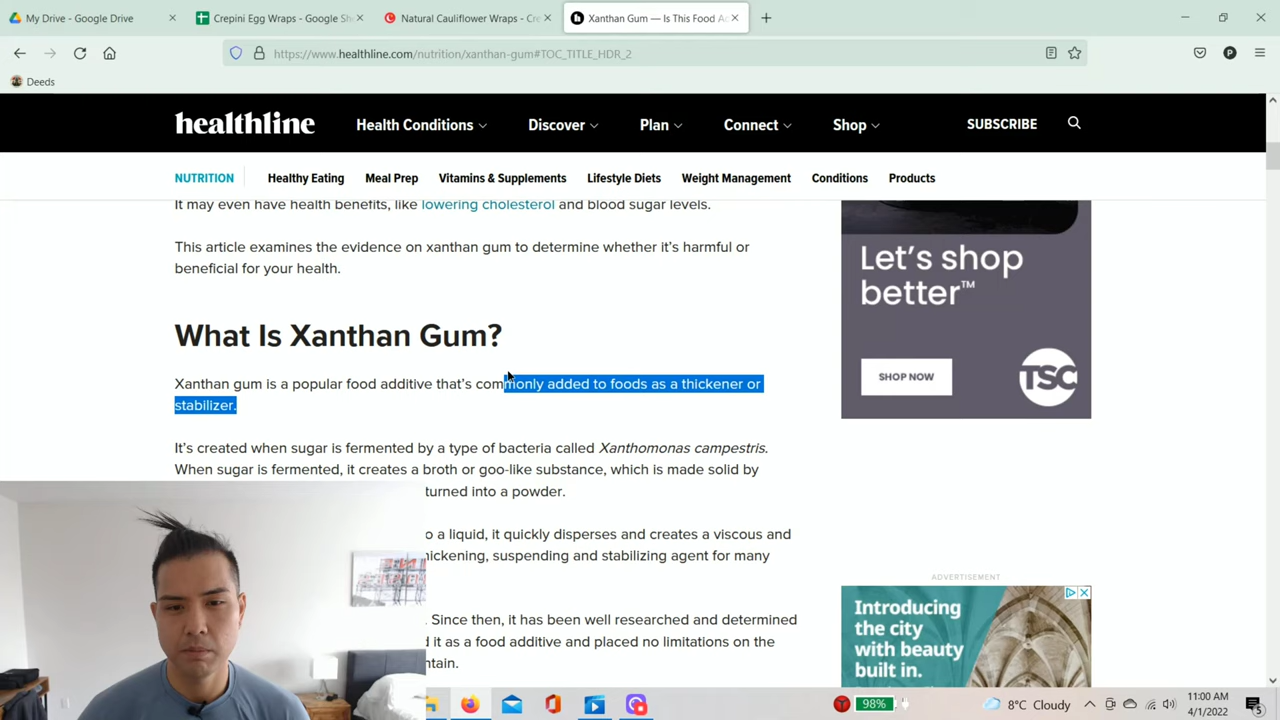 My Drive - Google Drive
Crepini Egg Wraps - Google Sh
Natural Cauliflower Wraps - Cr
Xanthan Gum — Is This Food Ad
https://www.healthline.com/nutrition/xanthan-gum#TOC_TITLE_HDR_2
P
Deeds
healthline
Health Conditions
Discover
Plan
Connect
Shop
SUBSCRIBE
NUTRITION
Healthy Eating
Meal Prep
Vitamins & Supplements
Lifestyle Diets
Weight Management
Conditions
Products
It may even have health benefits, like lowering cholesterol and blood sugar levels.
This article examines the evidence on xanthan gum to determine whether it's harmful or
beneficial for your health.
What Is Xanthan Gum?
Xanthan gum is a popular food additive that's commonly added to foods as a thickener or
stabilizer.
It's created when sugar is fermented by a type of bacteria called Xanthomonas campestris.
When sugar is fermented, it creates a broth or goo-like substance, which is made solid by
turned into a powder.
o a liquid, it quickly disperses and creates a viscous and
hickening, suspending and stabilizing agent for many
. Since then, it has been well researched and determined
d it as a food additive and placed no limitations on the
ntain.
Let's shop
better™
SHOP NOW
TSC
ADVERTISEMENT
Introducing
the city
with beauty
built in.
98%
8°C Cloudy
11:00 AM
4/1/2022
5